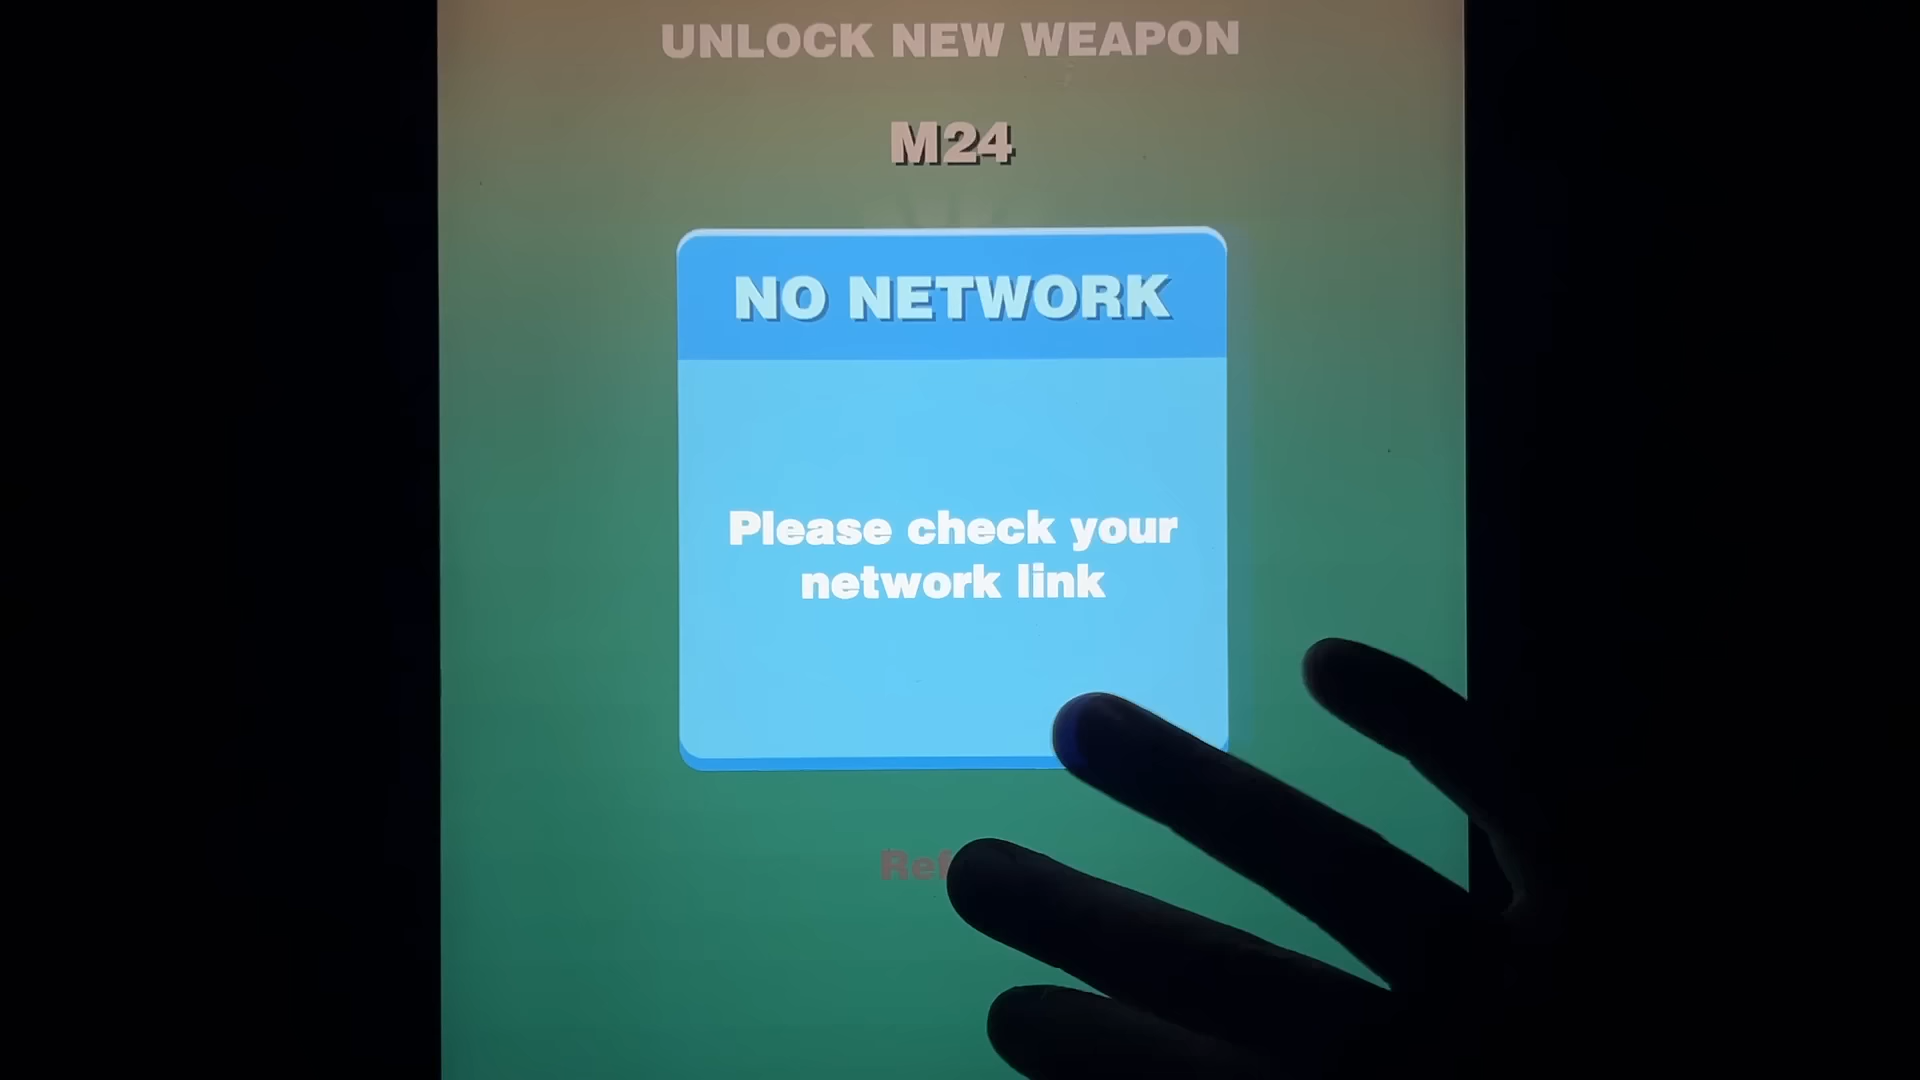 UNLOCK NEW WEAPON
M24
NO NETWORK
Please check your
network link